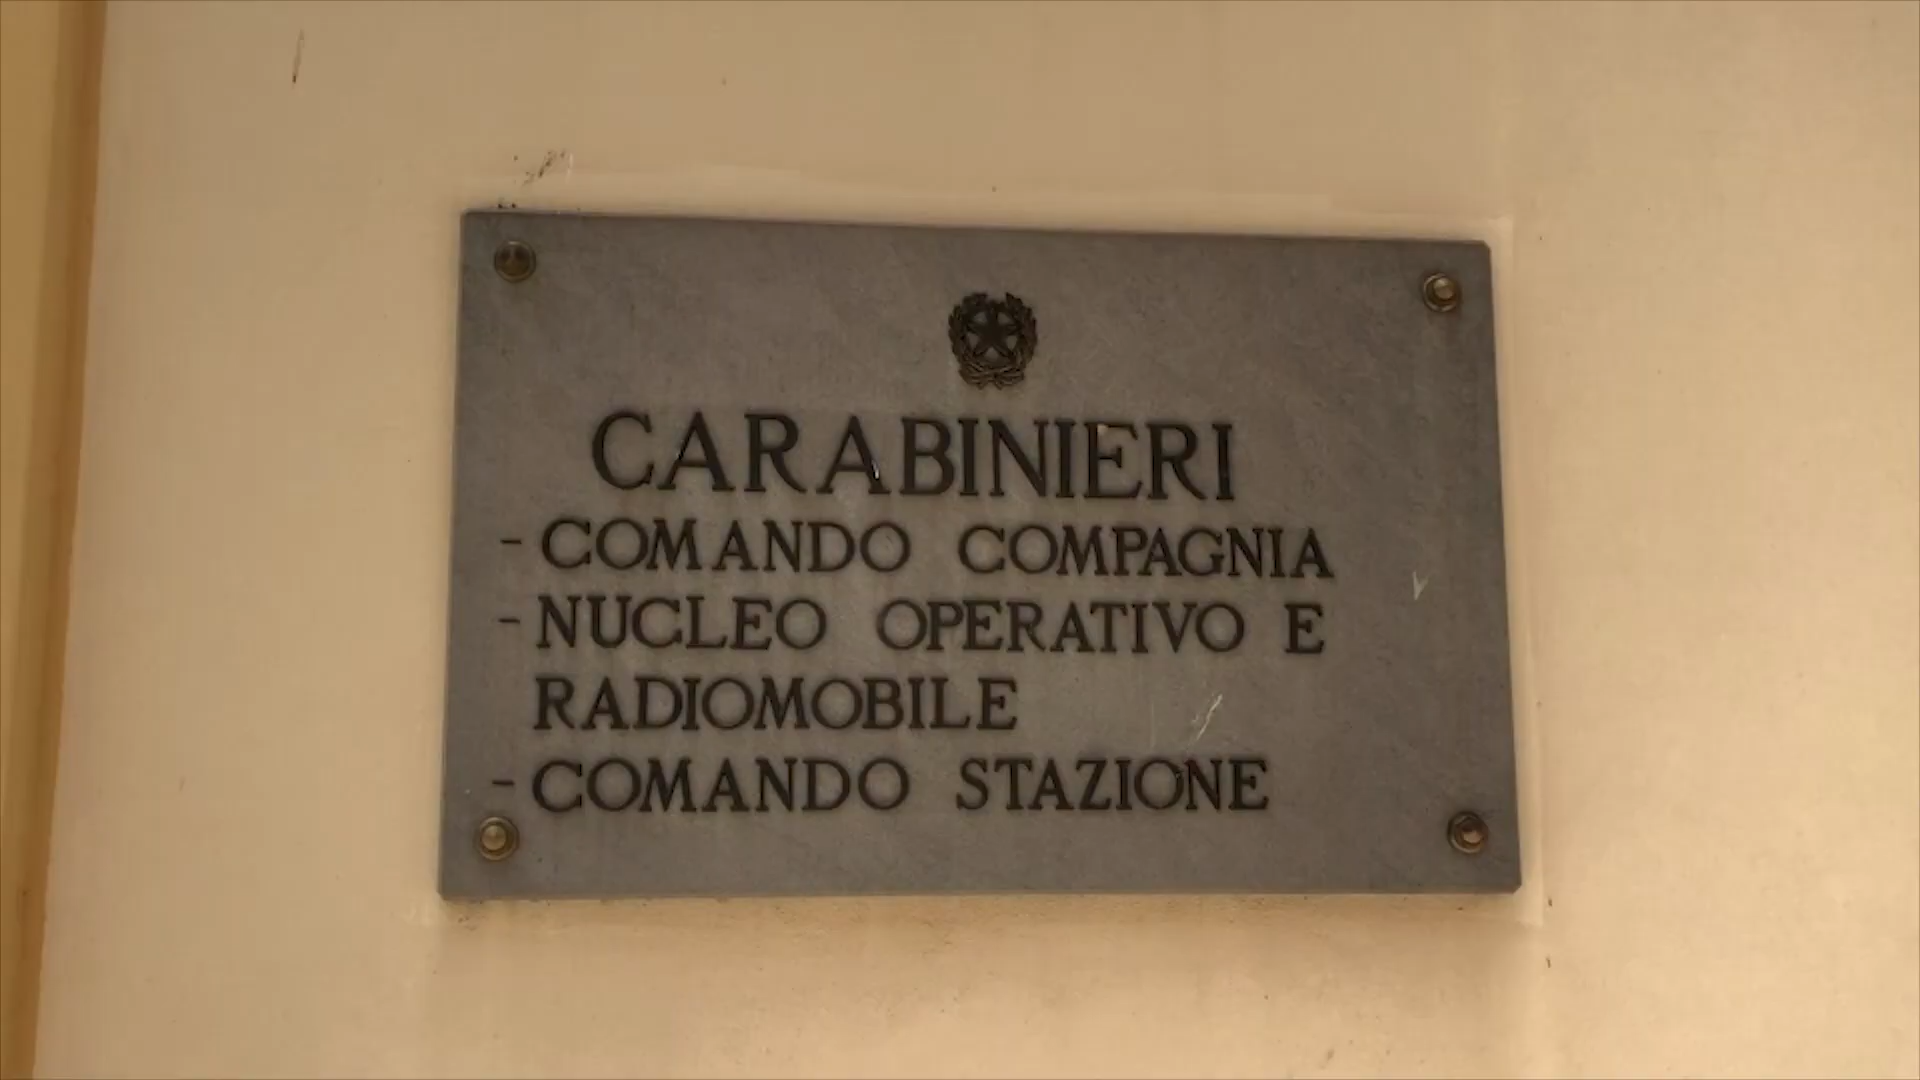 CARABINIERI
- COMANDO COMPAGNIA
- NUCLEO OPERATIVO E
RADIOMOBILE
- COMANDO STAZIONE